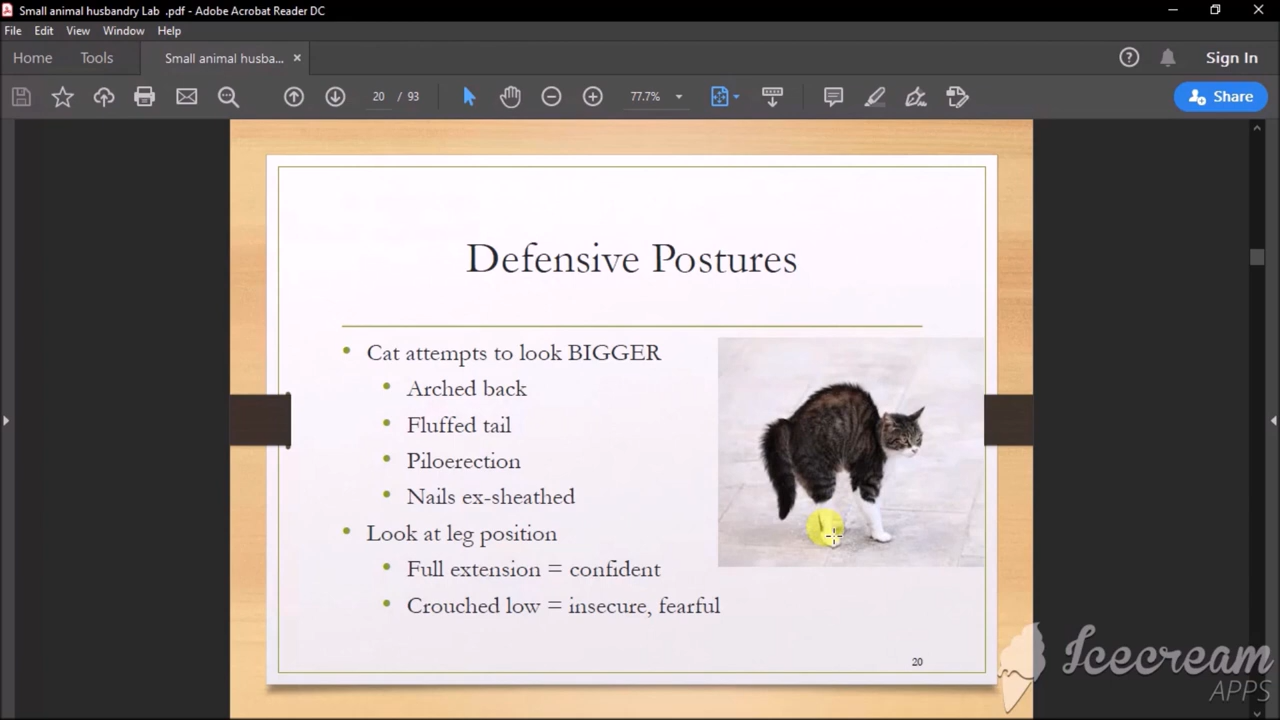 Small animal husbandry Lab .pdf - Adobe Acrobat Reader DC
File Edit View Window Help
Home Tools Small animal husba... × Sign In
20 / 93 77.7% Share
Defensive Postures
• Cat attempts to look BIGGER
• Arched back
• Fluffed tail
• Piloerection
• Nails ex-sheathed
• Look at leg position
• Full extension = confident
• Crouched low = insecure, fearful
20
Icecream
APPS